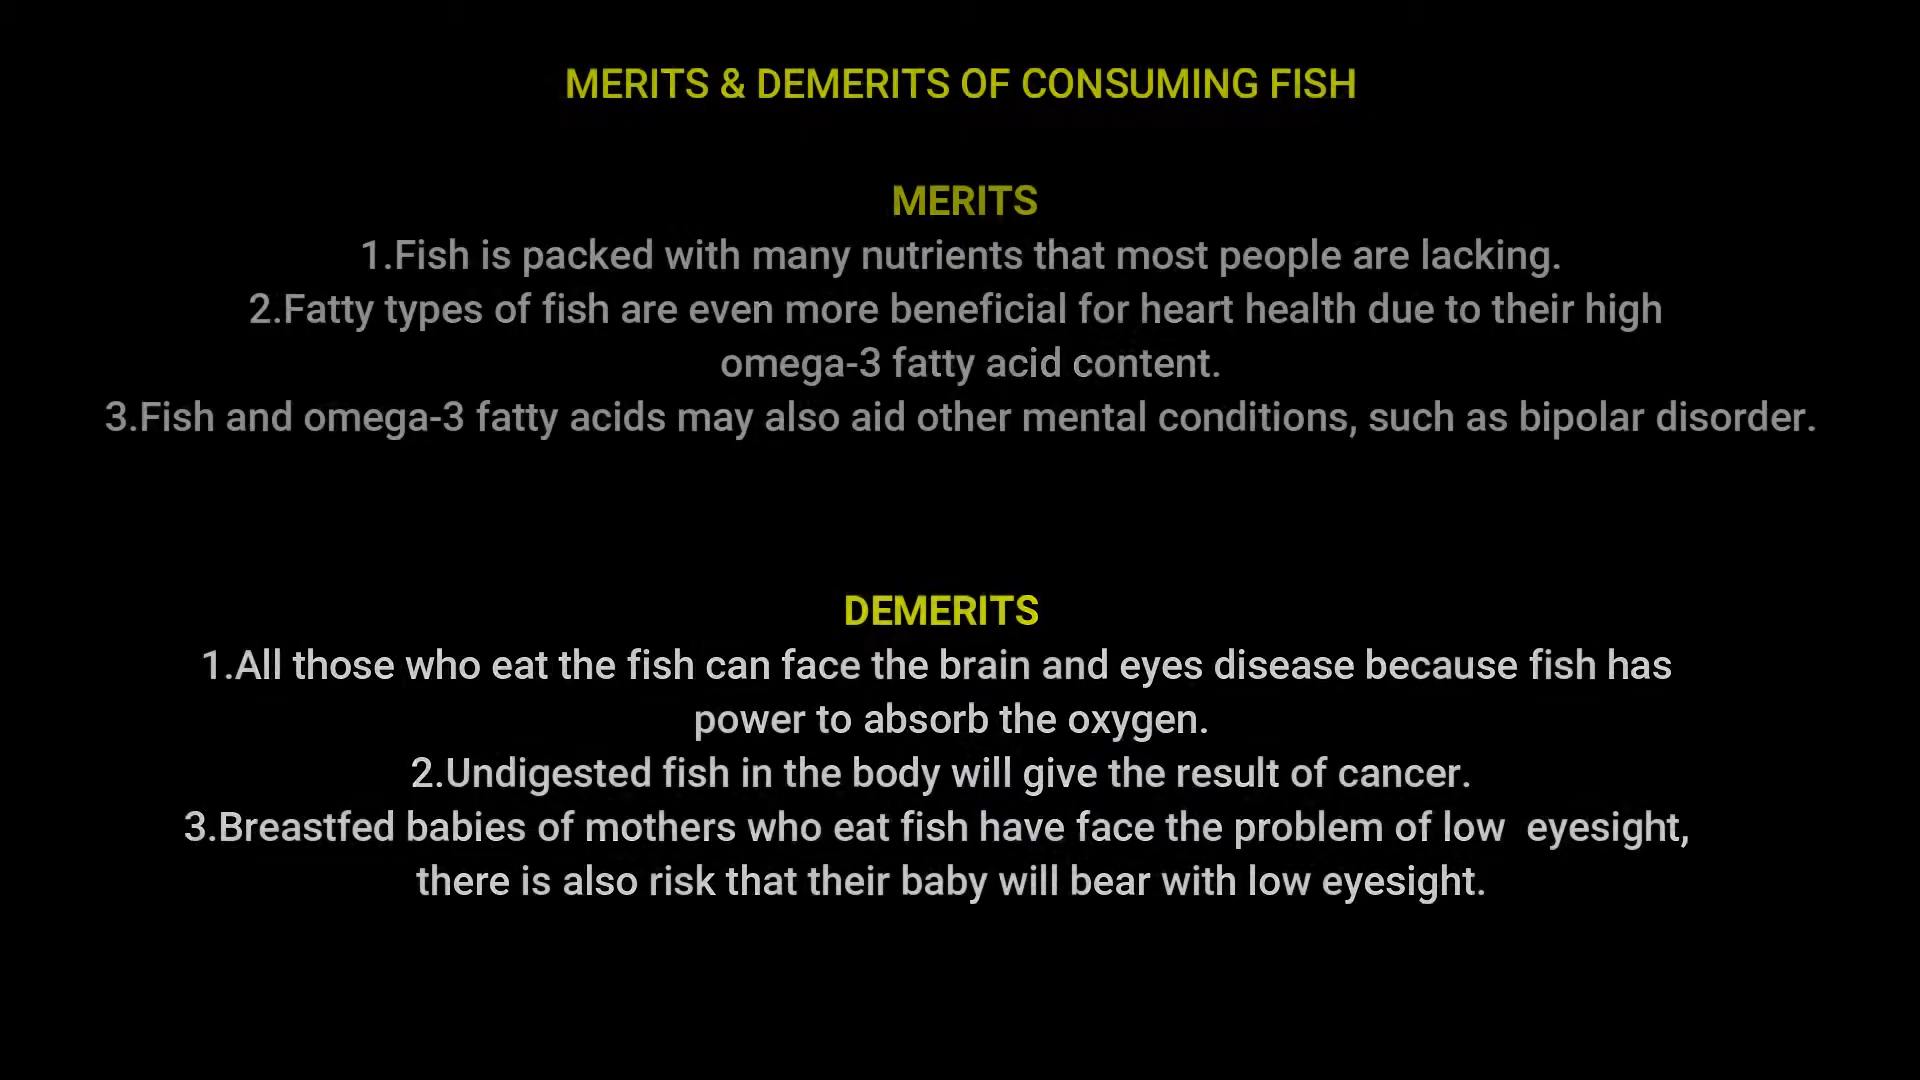 MERITS & DEMERITS OF CONSUMING FISH
MERITS
1.Fish is packed with many nutrients that most people are lacking.
2.Fatty types of fish are even more beneficial for heart health due to their high
omega-3 fatty acid content.
3.Fish and omega-3 fatty acids may also aid other mental conditions, such as bipolar disorder.
DEMERITS
1.All those who eat the fish can face the brain and eyes disease because fish has
power to absorb the oxygen.
2.Undigested fish in the body will give the result of cancer.
3.Breastfed babies of mothers who eat fish have face the problem of low  eyesight,
there is also risk that their baby will bear with low eyesight.